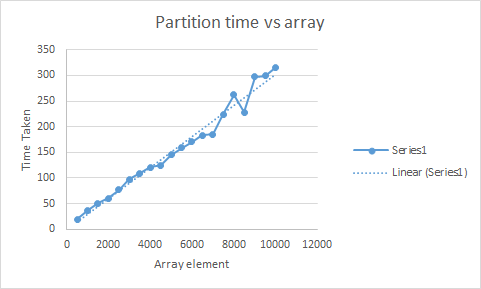 Partition time vs array
350
300
250
200
150
100
50
0
0 2000 4000 6000 8000 10000 12000
Time Taken
Array element
Series1
Linear (Series1)